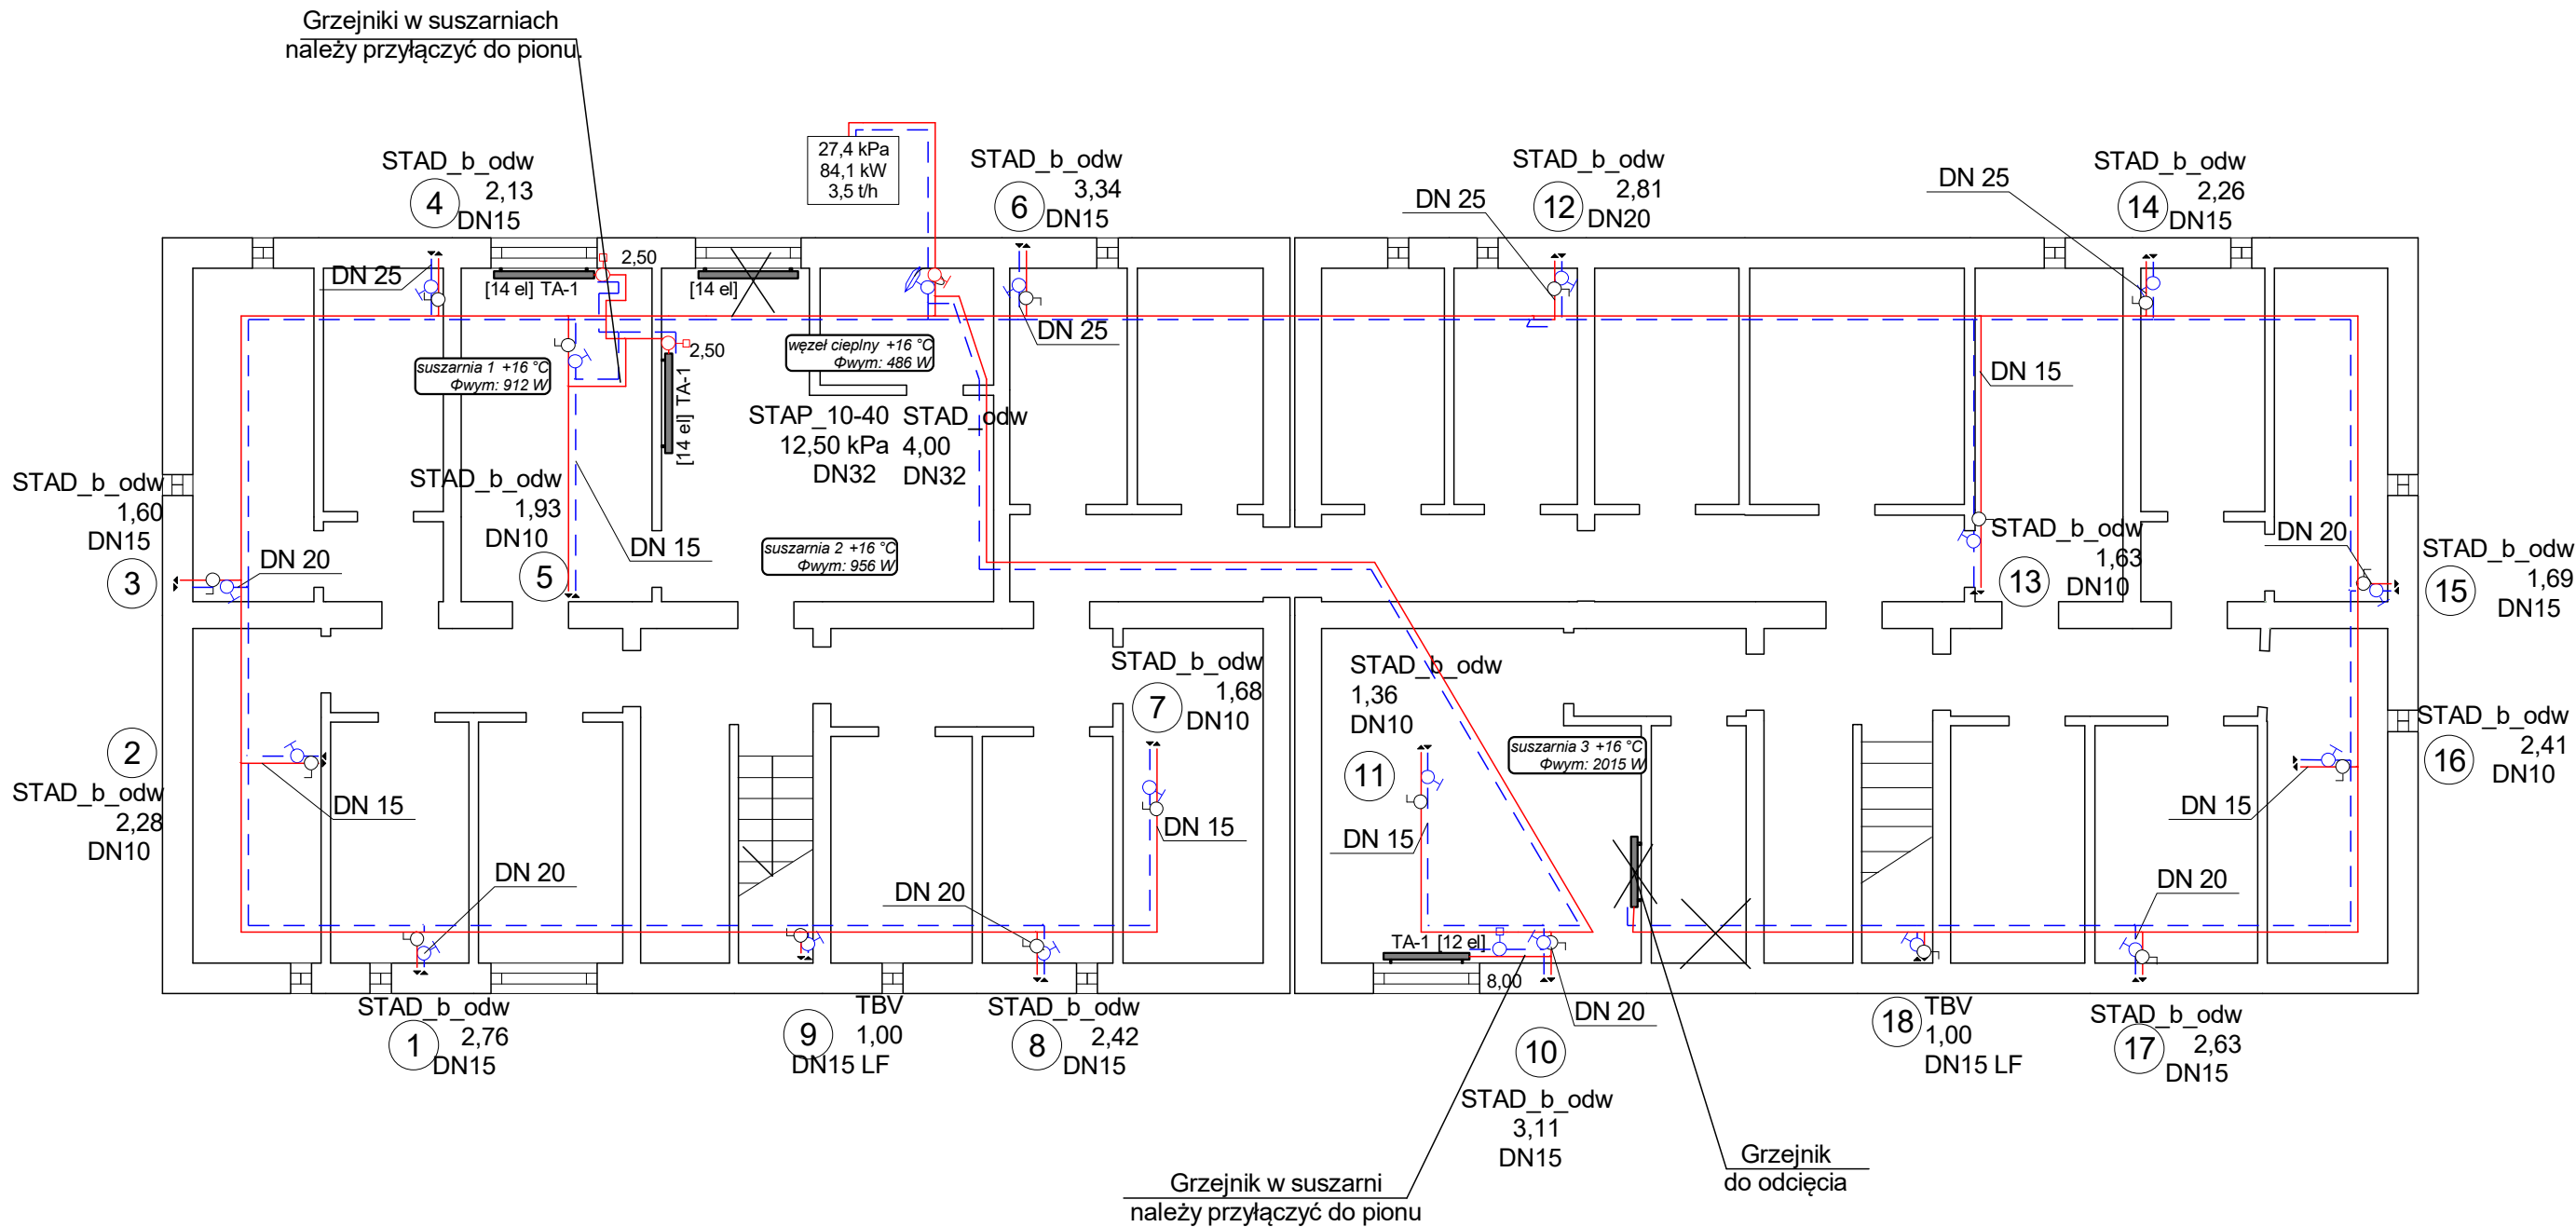 Grzejniki w suszarniach
należy przyłączyć do pionu.
27,4 kPa
84,1 kW
3,5 t/h
STAD_b_odw
2,13
DN15
4
STAD_b_odw
3,34
DN15
6
STAD_b_odw
2,81
DN20
12
DN 25
DN 25
STAD_b_odw
2,26
DN15
14
DN 25
2,50
[14 el] TA-1
[14 el]
DN 25
węzeł cieplny +16 °C
Φwym: 486 W
2,50
suszarnia 1 +16 °C
Φwym: 912 W
[14 el] TA-1
DN 15
STAP_10-40
12,50 kPa
DN32
STAD_odw
4,00
DN32
STAD_b_odw
1,60
DN15
3
DN 20
STAD_b_odw
1,93
DN10
5
DN 15
suszarnia 2 +16 °C
Φwym: 956 W
STAD_b_odw
1,63
DN10
13
DN 20
STAD_b_odw
1,69
DN15
15
STAD_b_odw
1,68
DN10
7
STAD_b_odw
1,36
DN10
11
suszarnia 3 +16 °C
Φwym: 2015 W
STAD_b_odw
2,41
DN10
16
2
STAD_b_odw
2,28
DN10
DN 15
DN 15
DN 15
DN 15
DN 20
DN 20
DN 20
TA-1 [12 el]
8,00
DN 20
STAD_b_odw
2,76
DN15
1
TBV
1,00
DN15 LF
9
STAD_b_odw
2,42
DN15
8
10
STAD_b_odw
3,11
DN15
TBV
1,00
DN15 LF
18
STAD_b_odw
2,63
DN15
17
Grzejnik
do odcięcia
Grzejnik w suszarni
należy przyłączyć do pionu